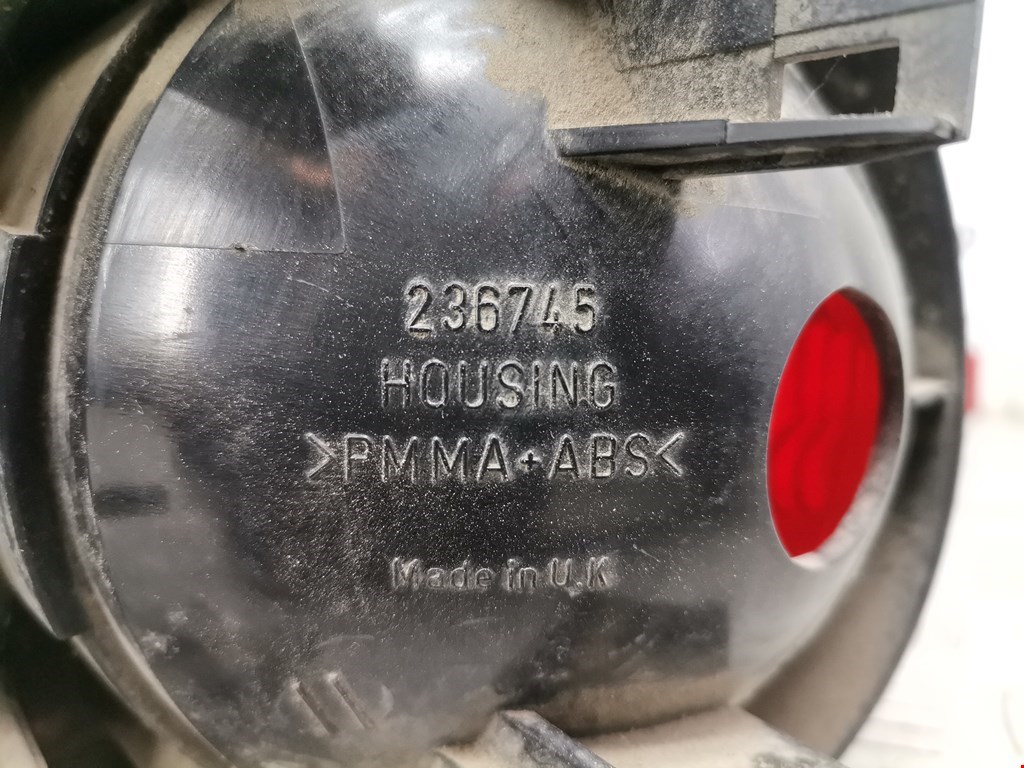 236745
HOUSING
>PMMA+ABS<
Made in U.K